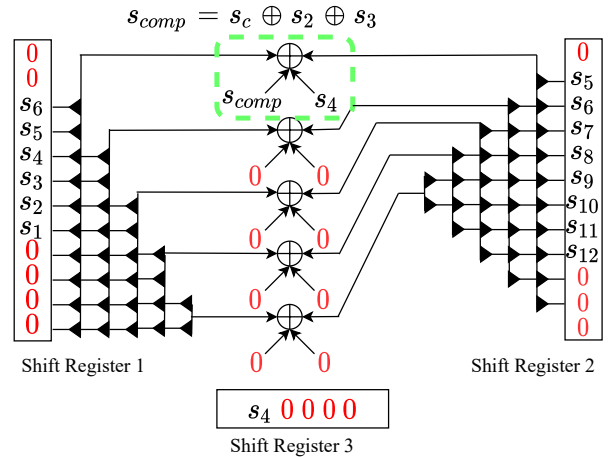 s_comp = s_c ⊕ s_2 ⊕ s_3
0
0
s_6
s_5
s_4
s_3
s_2
s_1
0
0
0
0
Shift Register 1
s_comp s_4
0 0
0 0
0 0
0 0
0
s_5
s_6
s_7
s_8
s_9
s_10
s_11
s_12
0
0
0
Shift Register 2
s_4 0 0 0 0
Shift Register 3